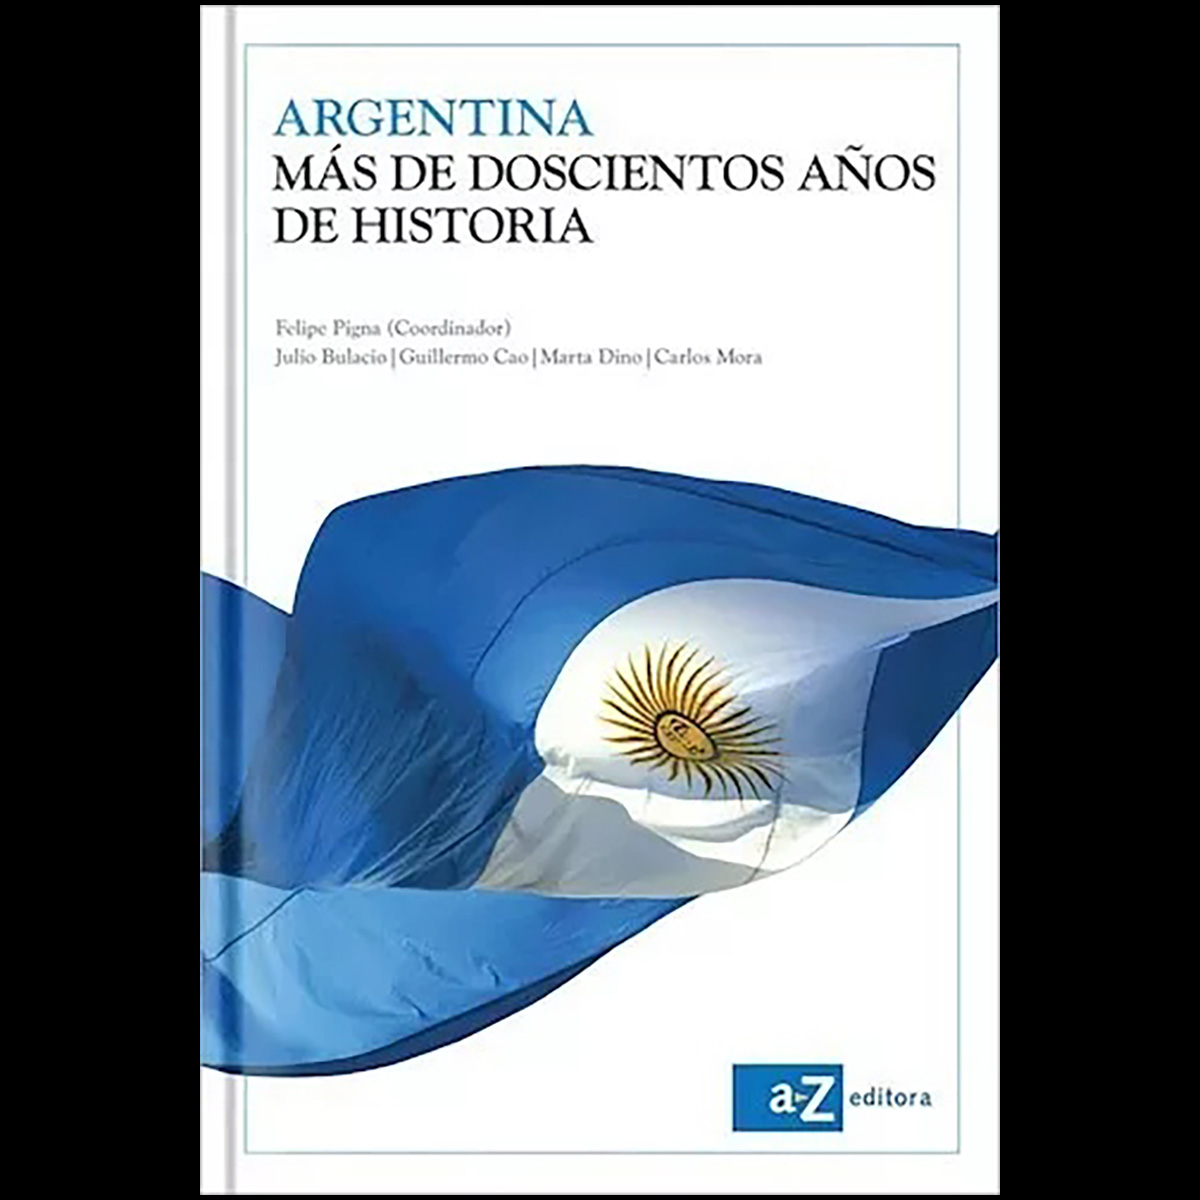 ARGENTINA
MÁS DE DOSCIENTOS AÑOS
DE HISTORIA
Felipe Pigna (Coordinador)
Julio Bulacio|Guillermo Cao|Marta Dino|Carlos Mora
a-Z editora